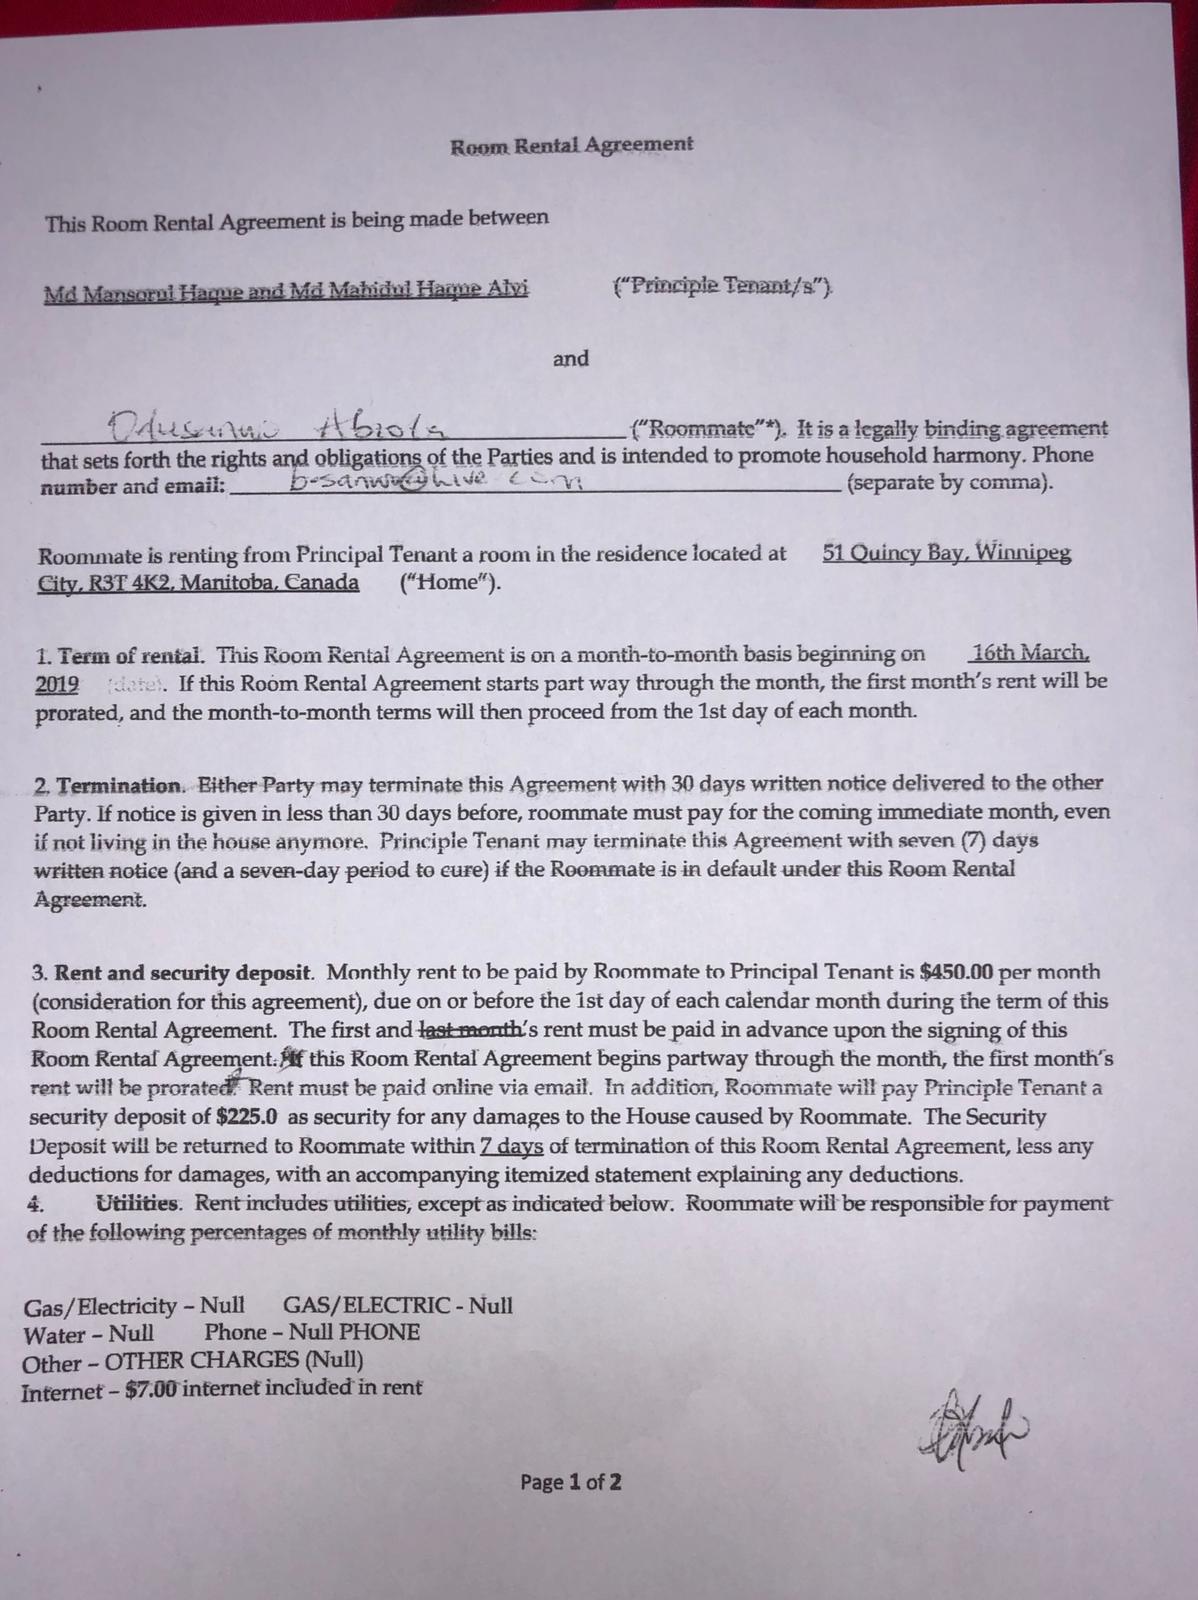 Room Rental Agreement
This Room Rental Agreement is being made between
Md Mansorul Haque and Md Mahidul Haque Alvi ("Principle Tenant/s")
and
Abiola ("Roommate"*). It is a legally binding agreement
that sets forth the rights and obligations of the Parties and is intended to promote household harmony. Phone
number and email: (separate by comma).
Roommate is renting from Principal Tenant a room in the residence located at 51 Quincy Bay, Winnipeg
City, R3T 4K2, Manitoba, Canada ("Home").
1. Term of rental. This Room Rental Agreement is on a month-to-month basis beginning on 16th March,
2019 (date). If this Room Rental Agreement starts part way through the month, the first month's rent will be
prorated, and the month-to-month terms will then proceed from the 1st day of each month.
2. Termination. Either Party may terminate this Agreement with 30 days written notice delivered to the other
Party. If notice is given in less than 30 days before, roommate must pay for the coming immediate month, even
if not living in the house anymore. Principle Tenant may terminate this Agreement with seven (7) days
written notice (and a seven-day period to cure) if the Roommate is in default under this Room Rental
Agreement.
3. Rent and security deposit. Monthly rent to be paid by Roommate to Principal Tenant is $450.00 per month
(consideration for this agreement), due on or before the 1st day of each calendar month during the term of this
Room Rental Agreement. The first and last month's rent must be paid in advance upon the signing of this
Room Rental Agreement. If this Room Rental Agreement begins partway through the month, the first month's
rent will be prorated. Rent must be paid online via email. In addition, Roommate will pay Principle Tenant a
security deposit of $225.0 as security for any damages to the House caused by Roommate. The Security
Deposit will be returned to Roommate within 7 days of termination of this Room Rental Agreement, less any
deductions for damages, with an accompanying itemized statement explaining any deductions.
4. Utilities. Rent includes utilities, except as indicated below. Roommate will be responsible for payment
of the following percentages of monthly utility bills:
Gas/Electricity – Null GAS/ELECTRIC - Null
Water – Null Phone – Null PHONE
Other – OTHER CHARGES (Null)
Internet – $7.00 internet included in rent
Page 1 of 2